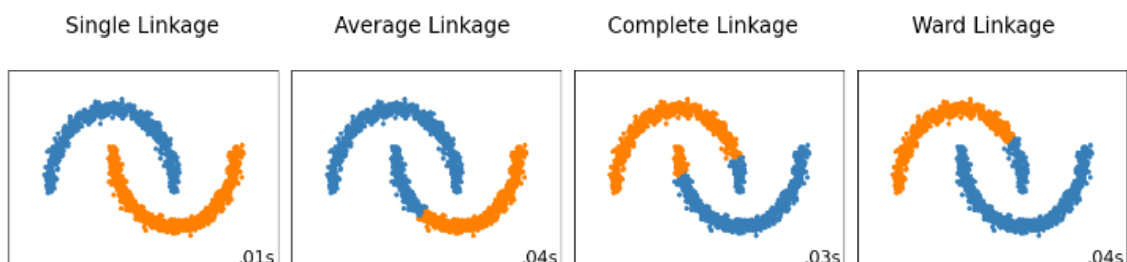 Single Linkage
Average Linkage
Complete Linkage
Ward Linkage
.01s
.04s
.03s
.04s